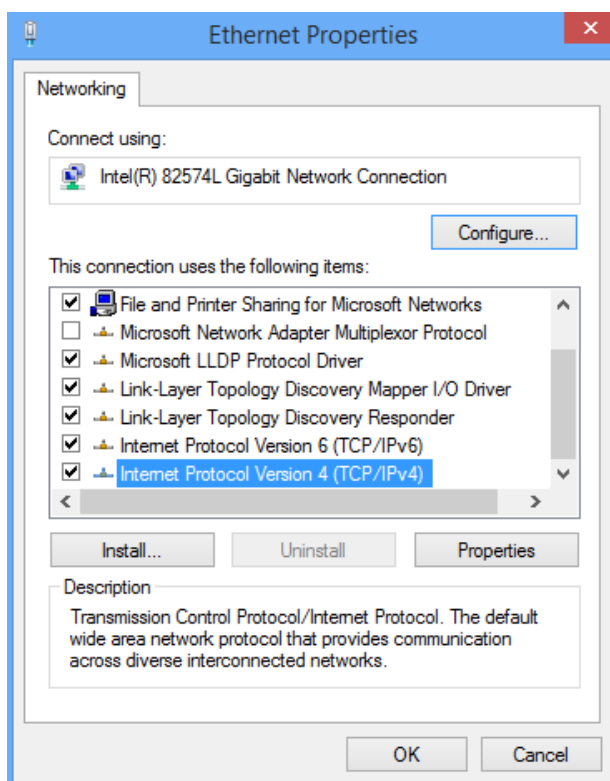 Ethernet Properties
Networking
Connect using:
Intel(R) 82574L Gigabit Network Connection
Configure...
This connection uses the following items:
File and Printer Sharing for Microsoft Networks
Microsoft Network Adapter Multiplexor Protocol
Microsoft LLDP Protocol Driver
Link-Layer Topology Discovery Mapper I/O Driver
Link-Layer Topology Discovery Responder
Internet Protocol Version 6 (TCP/IPv6)
Internet Protocol Version 4 (TCP/IPv4)
Install... Uninstall Properties
Description
Transmission Control Protocol/Internet Protocol. The default
wide area network protocol that provides communication
across diverse interconnected networks.
OK Cancel